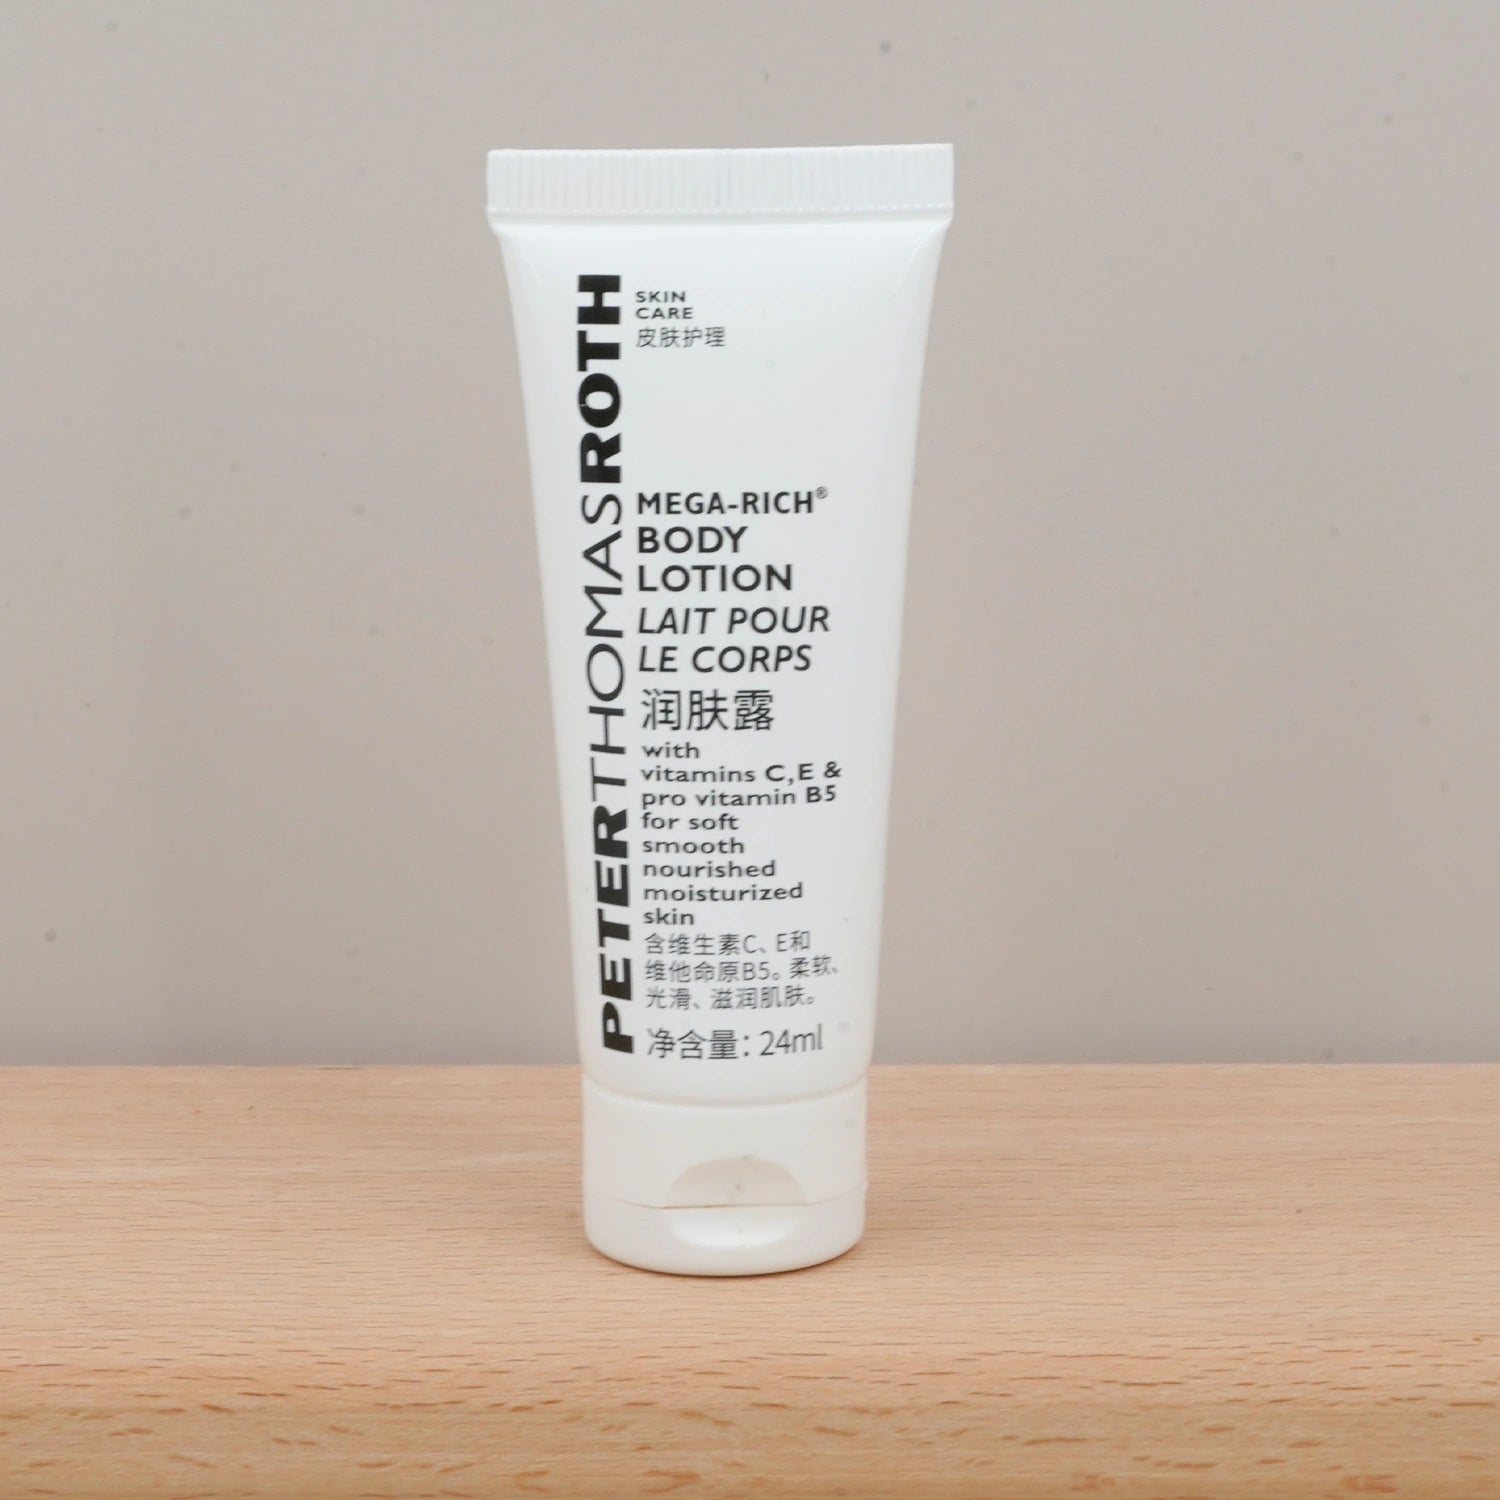 PETERTHOMASROTH
SKIN
CARE
皮肤护理
MEGA-RICH®
BODY
LOTION
LAIT POUR
LE CORPS
润肤露
with
vitamins C, E &
pro vitamin B5
for soft
smooth
nourished
moisturized
skin
含维生素C、E和
维他命原B5。柔软、
光滑、滋润肌肤。
净含量：24ml